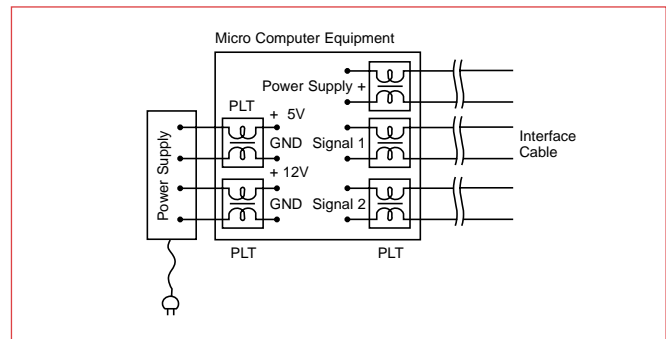 Micro Computer Equipment
Power Supply +
PLT
+ 5V
GND
Signal 1
Interface
Cable
Power Supply
+ 12V
GND
Signal 2
PLT
PLT